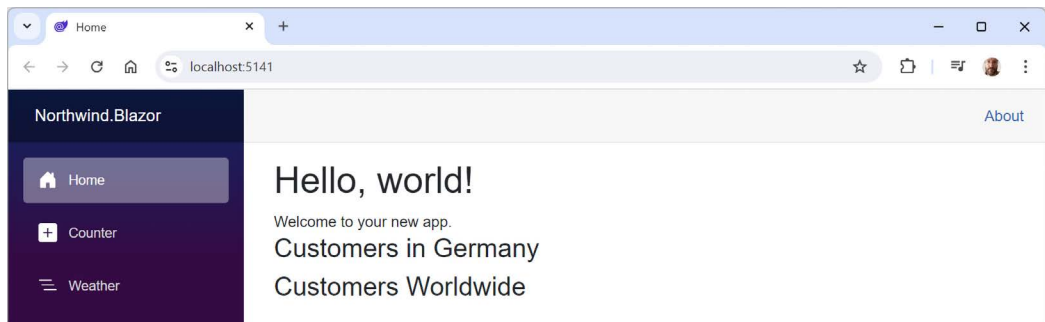 Home
localhost:5141
Northwind.Blazor
About
Home
Hello, world!
Welcome to your new app.
Counter
Customers in Germany
Weather
Customers Worldwide